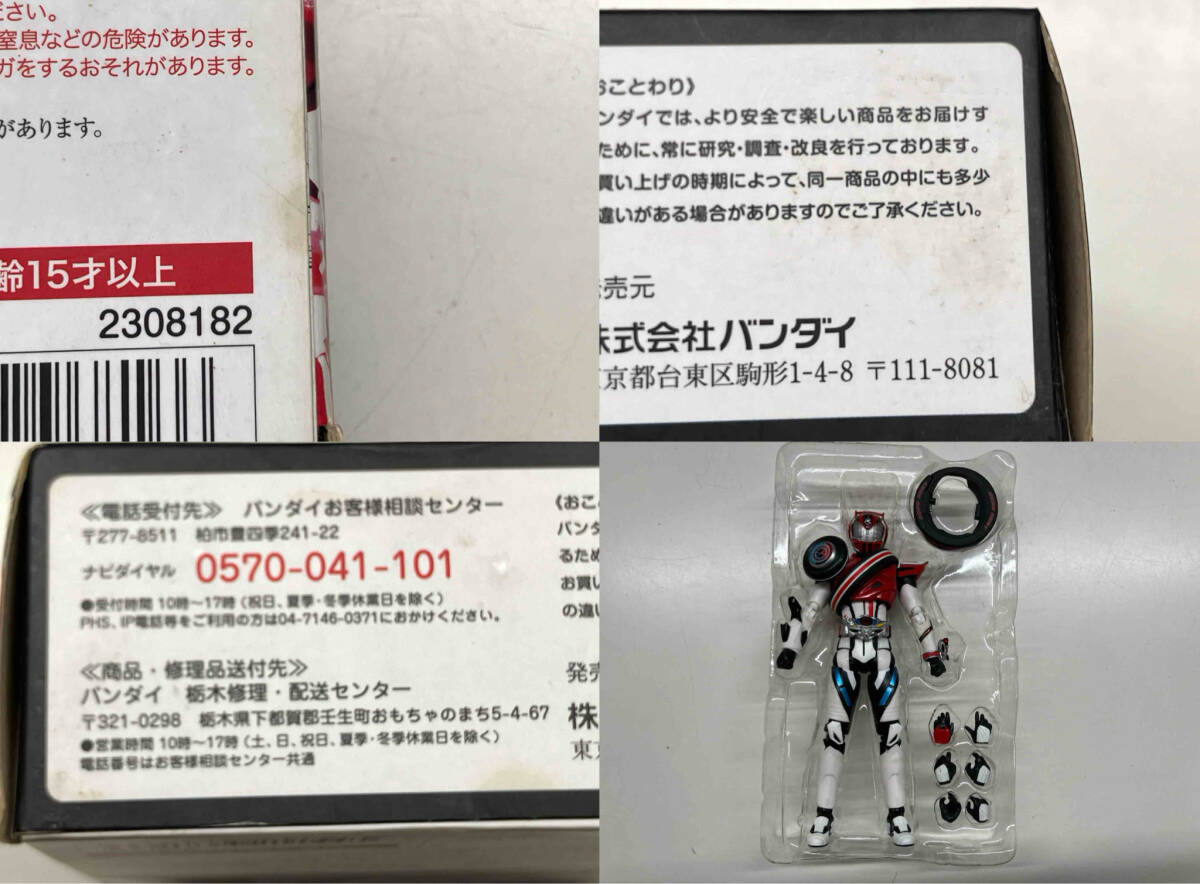 ださい。
窒息などの危険があります。
ガをするおそれがあります。
があります。
齢15才以上
2308182
おことわり》
ンダイでは、より安全で楽しい商品をお届けす
ために、常に研究・調査・改良を行っております。
買い上げの時期によって、同一商品の中にも多少
違いがある場合がありますのでご了承ください。
売元
株式会社バンダイ
京都台東区駒形1-4-8 〒111-8081
≪電話受付先≫ バンダイお客様相談センター
〒277-8511 柏市豊四季241-22
ナビダイヤル 0570-041-101
●受付時間 10時～17時(祝日、夏季・冬季休業日を除く)
PHS、IP電話等をご利用の方は04-7146-0371におかけください。
≪商品・修理品送付先≫
バンダイ 栃木修理・配送センター
〒321-0298 栃木県下都賀郡壬生町おもちゃのまち5-4-67
●営業時間 10時～17時(土、日、祝日、夏季・冬季休業日を除く)
電話番号はお客様相談センター共通
《おこ
バンダ
るため
お買い
の違い
発売
株
東京